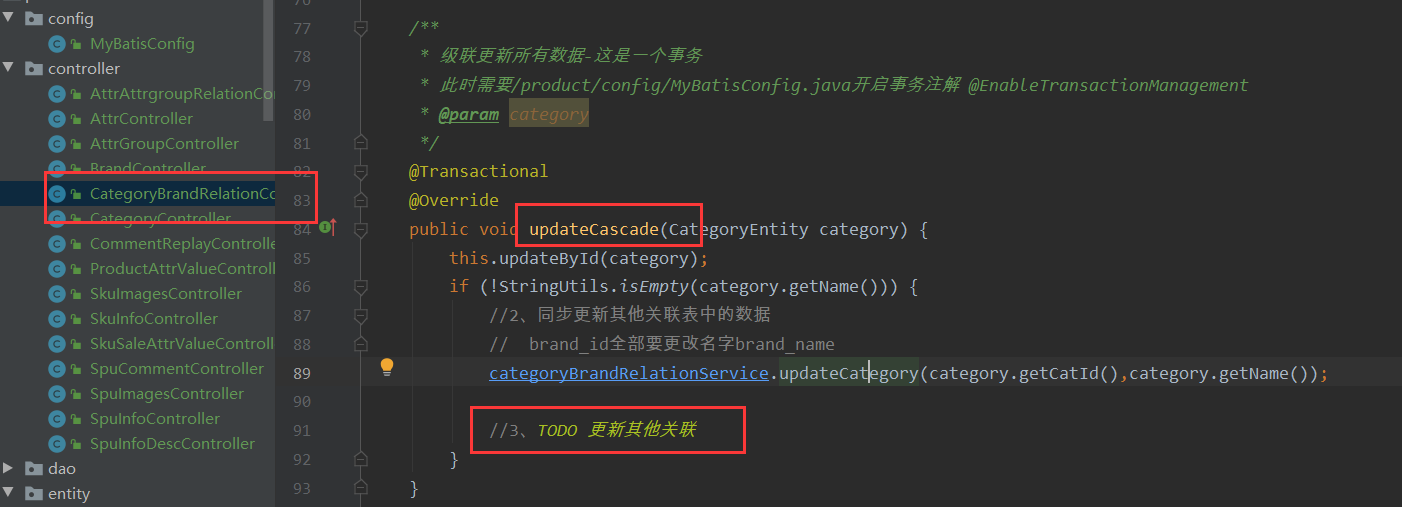 config
MyBatisConfig
controller
AttrAttrgroupRelationCon
AttrController
AttrGroupController
BrandController
CategoryBrandRelationCo
CategoryController
CommentReplayControlle
ProductAttrValueControll
SkuImagesController
SkuInfoController
SkuSaleAttrValueControll
SpuCommentController
SpuImagesController
SpuInfoController
SpuInfoDescController
dao
entity
76
77 /**
78 * 级联更新所有数据-这是一个事务
79 * 此时需要/product/config/MyBatisConfig.java开启事务注解 @EnableTransactionManagement
80 * @param category
81 */
82 @Transactional
83 @Override
84 public void updateCascade(CategoryEntity category) {
85 this.updateById(category);
86 if (!StringUtils.isEmpty(category.getName())) {
87 //2、同步更新其他关联表中的数据
88 // brand_id全部要更改名字brand_name
89 categoryBrandRelationService.updateCategory(category.getCatId(),category.getName());
90
91 //3、TODO 更新其他关联
92 }
93 }